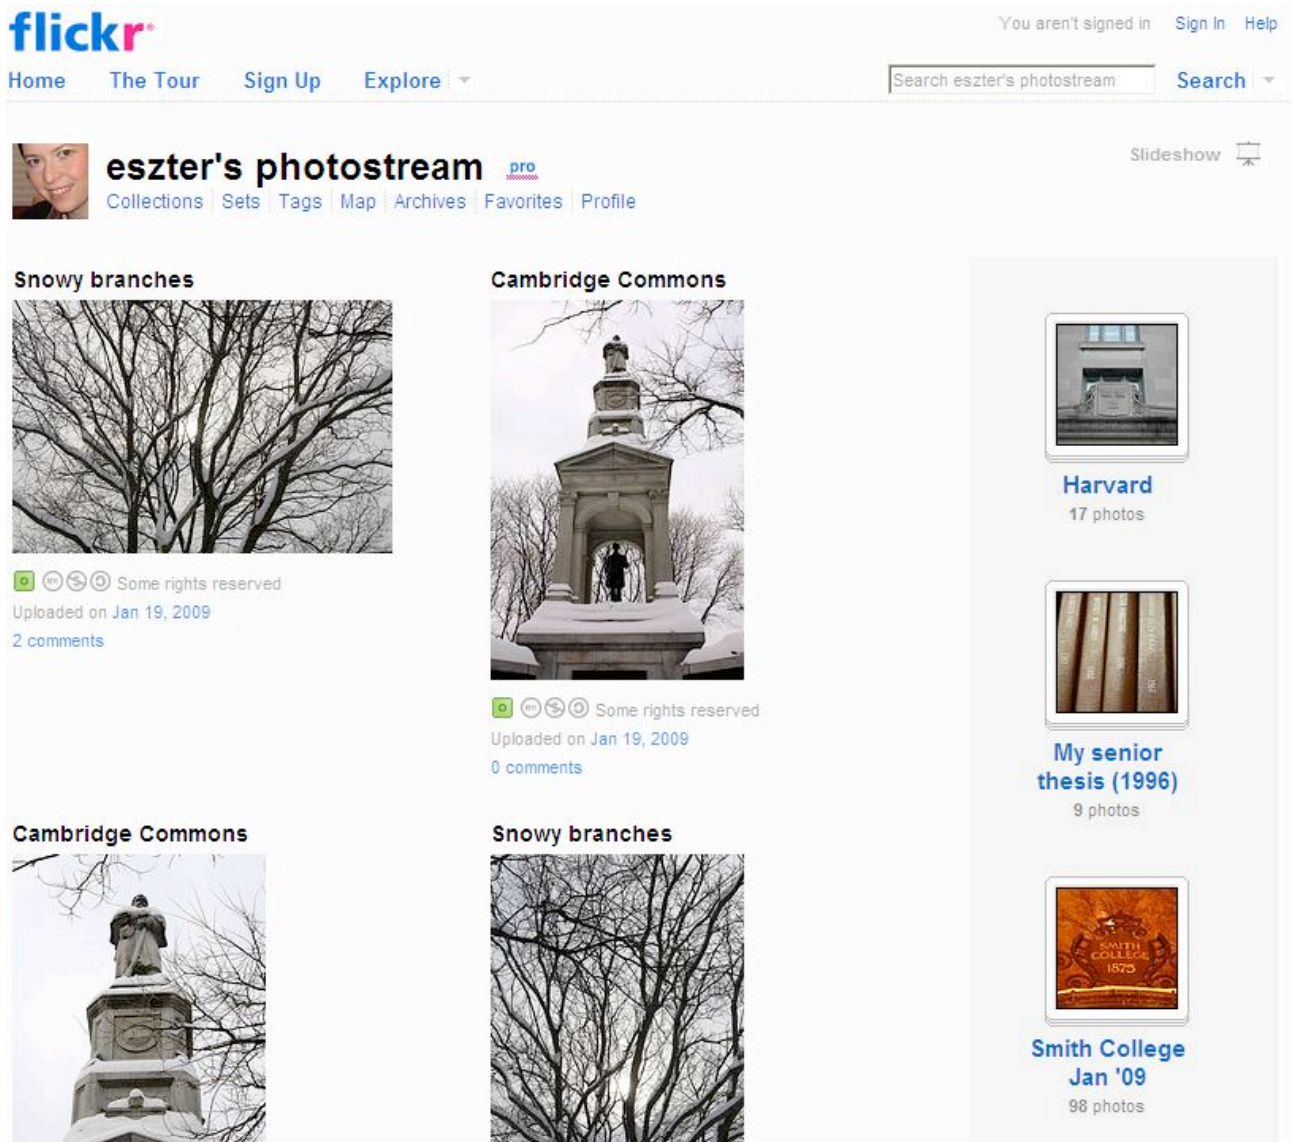 flickr
You aren't signed in Sign In Help
Home The Tour Sign Up Explore
Search eszter's photostream Search
eszter's photostream pro
Slideshow
Collections Sets Tags Map Archives Favorites Profile
Snowy branches
Some rights reserved
Uploaded on Jan 19, 2009
2 comments
Cambridge Commons
Some rights reserved
Uploaded on Jan 19, 2009
0 comments
Cambridge Commons
Snowy branches
Harvard
17 photos
My senior
thesis (1996)
9 photos
SMITH
COLLEGE
1875
Smith College
Jan '09
98 photos